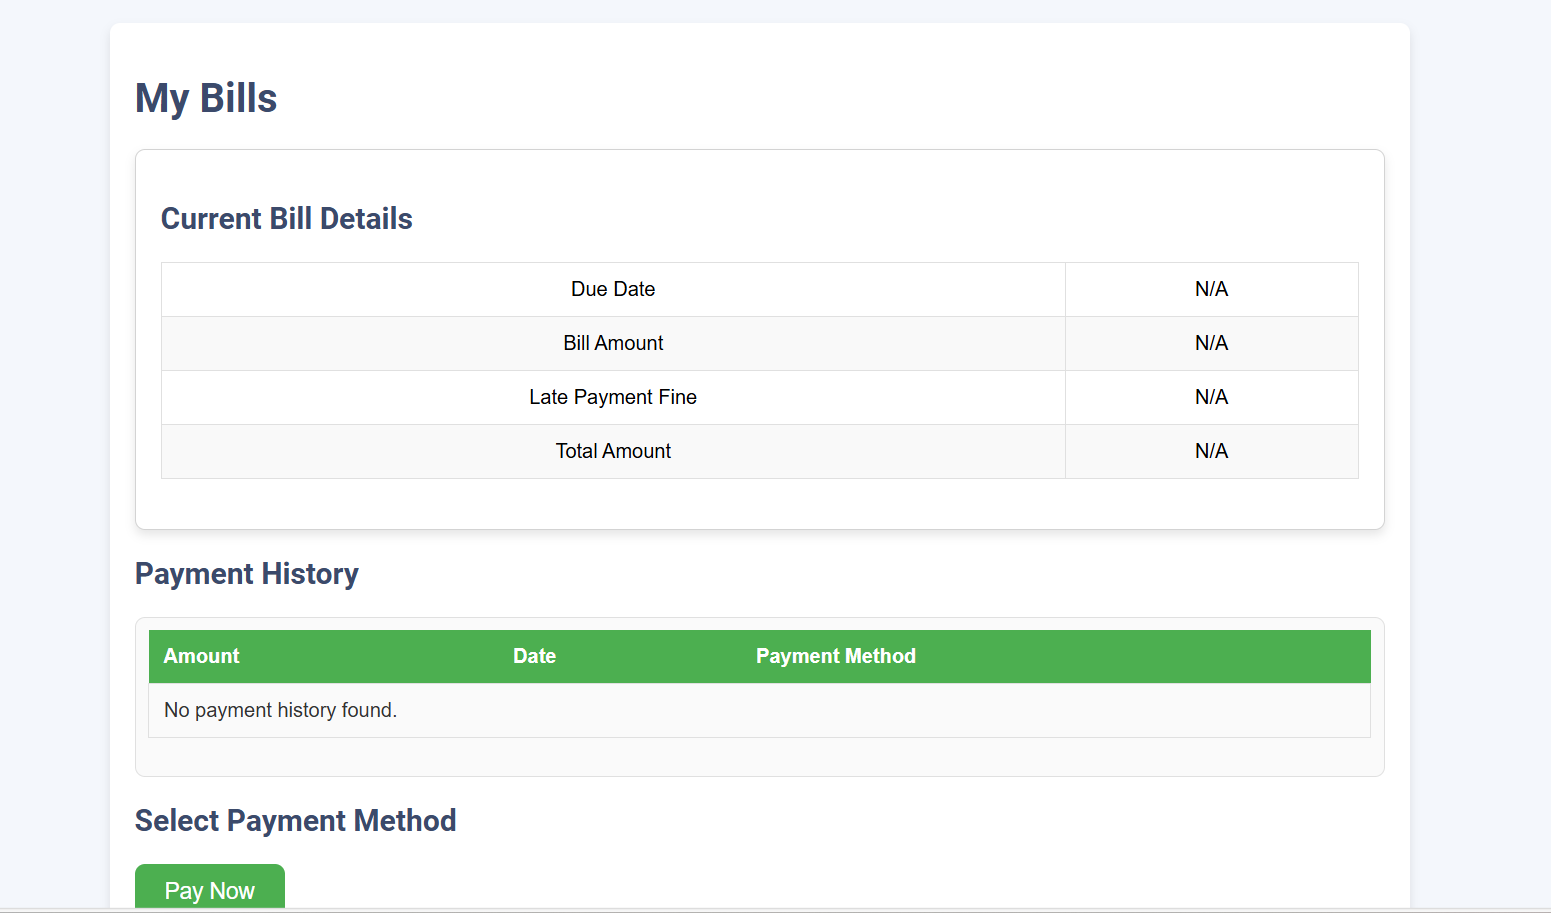 My Bills
Current Bill Details
Due Date N/A
Bill Amount N/A
Late Payment Fine N/A
Total Amount N/A
Payment History
Amount Date Payment Method
No payment history found.
Select Payment Method
Pay Now